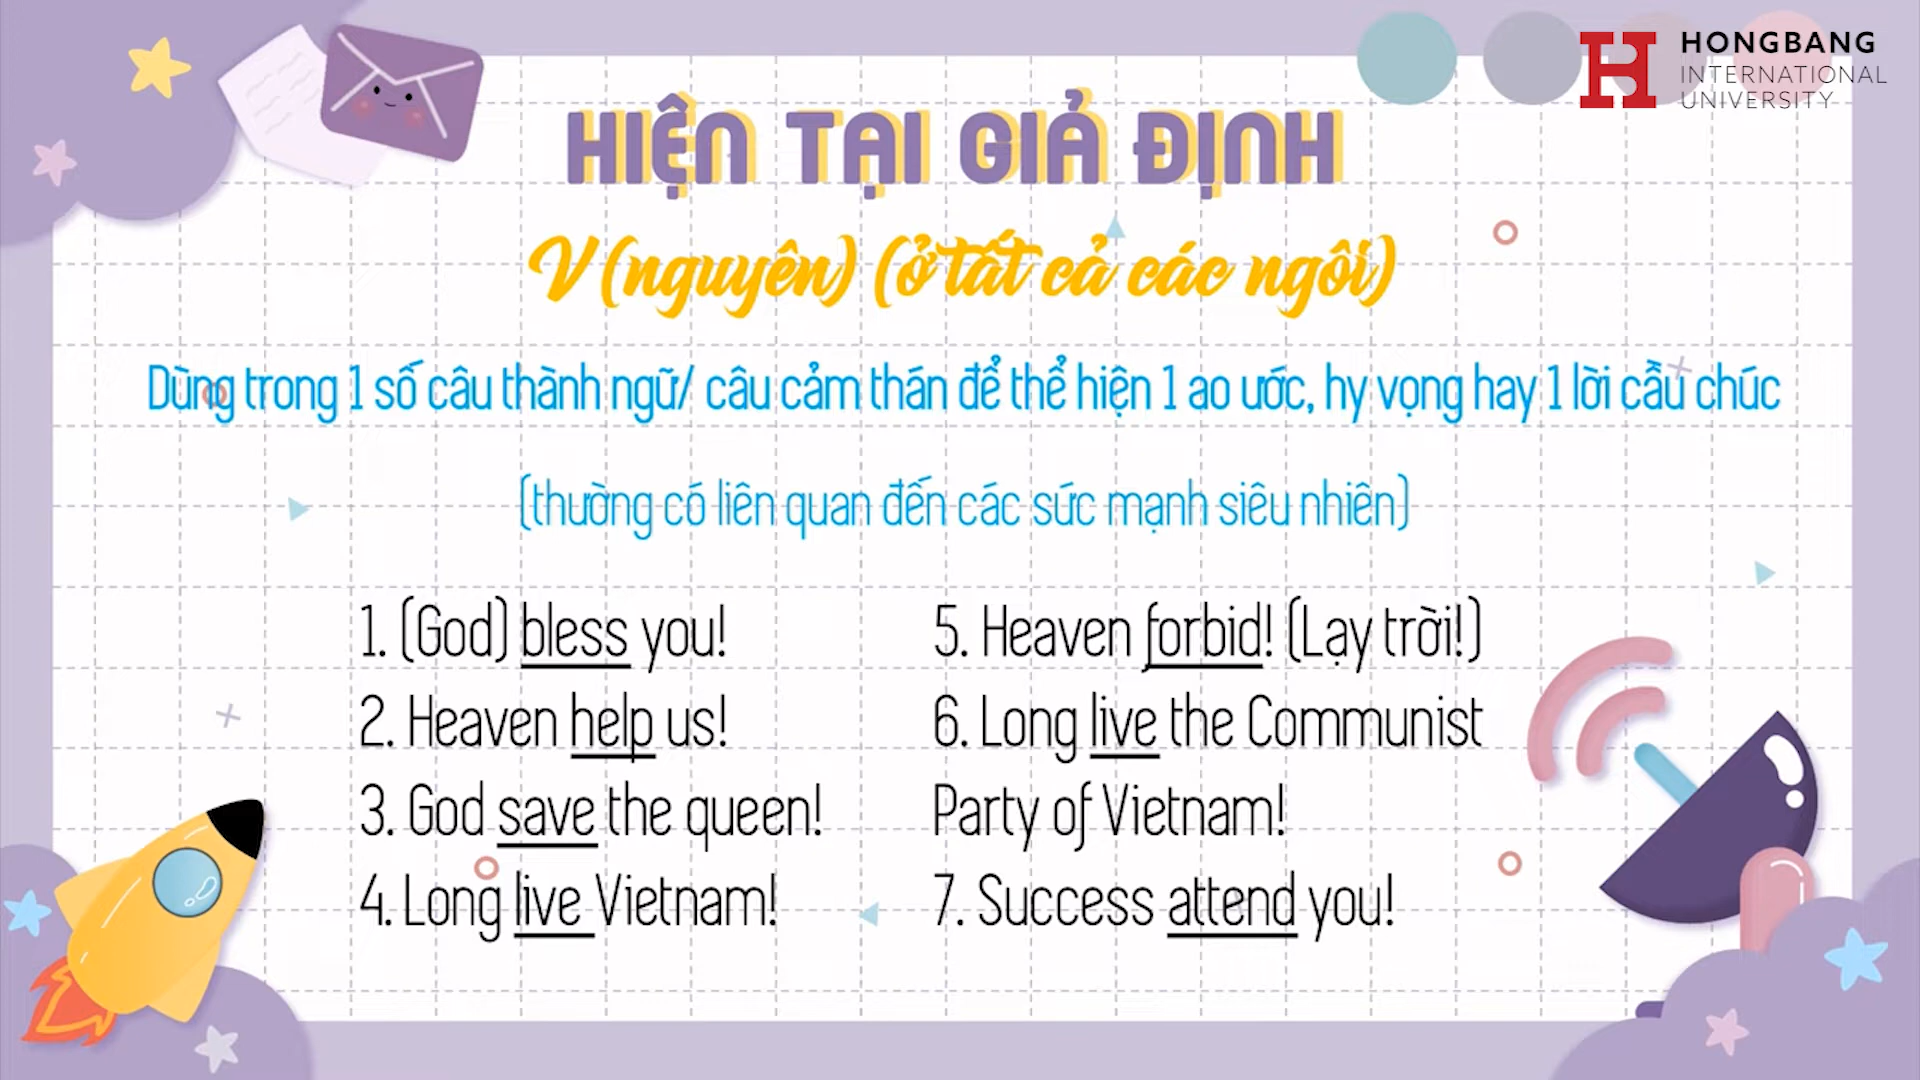 HONGBANG
INTERNATIONAL
UNIVERSITY
HIỆN TẠI GIẢ ĐỊNH
V (nguyên) (ở tất cả các ngôi)
Dùng trong 1 số câu thành ngữ/ câu cảm thán để thể hiện 1 ao ước, hy vọng hay 1 lời cầu chúc
(thường có liên quan đến các sức mạnh siêu nhiên)
1. (God) bless you!
2. Heaven help us!
3. God save the queen!
4. Long live Vietnam!
5. Heaven forbid! (Lạy trời!)
6. Long live the Communist
Party of Vietnam!
7. Success attend you!